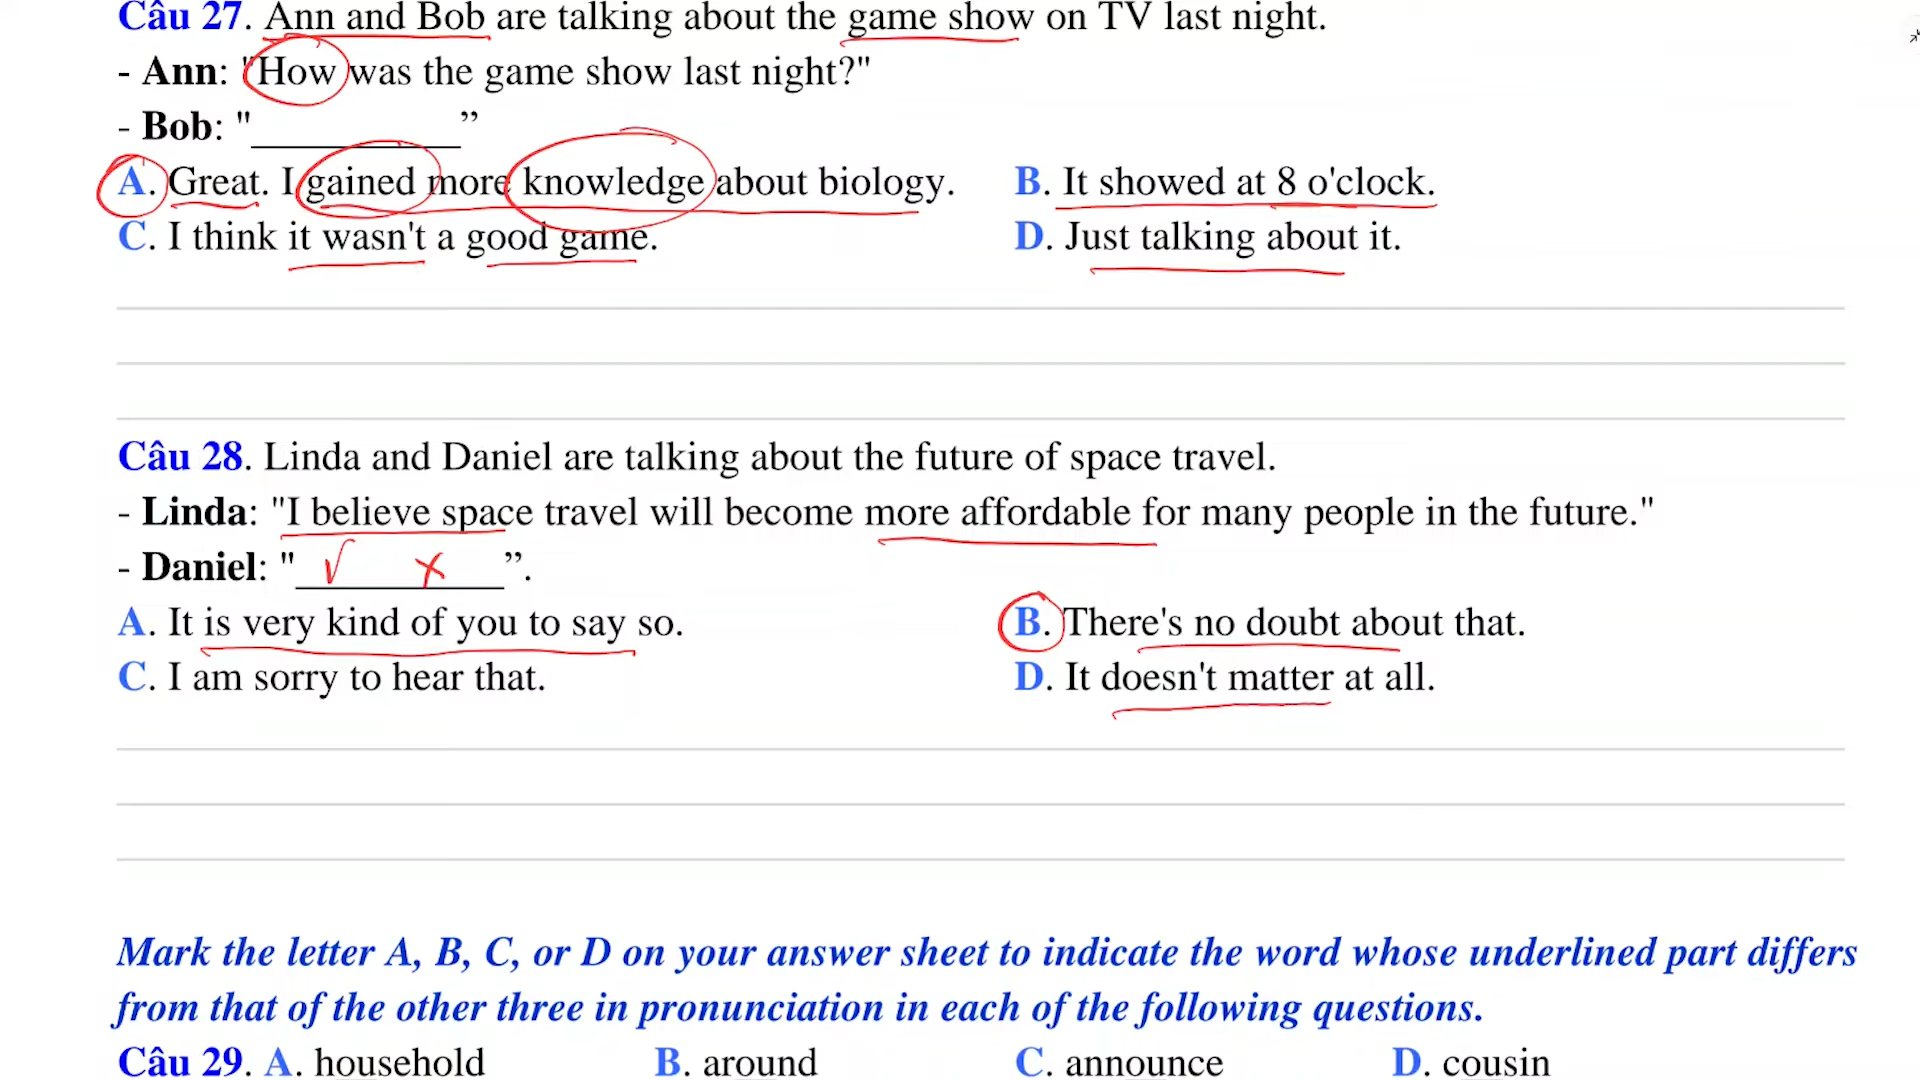 Câu 27. Ann and Bob are talking about the game show on TV last night.
- Ann: "How was the game show last night?"
- Bob: "__________”
A. Great. I gained more knowledge about biology. B. It showed at 8 o'clock.
C. I think it wasn't a good game. D. Just talking about it.
Câu 28. Linda and Daniel are talking about the future of space travel.
- Linda: "I believe space travel will become more affordable for many people in the future."
- Daniel: "__________”.
A. It is very kind of you to say so. B. There's no doubt about that.
C. I am sorry to hear that. D. It doesn't matter at all.
Mark the letter A, B, C, or D on your answer sheet to indicate the word whose underlined part differs
from that of the other three in pronunciation in each of the following questions.
Câu 29. A. household B. around C. announce D. cousin